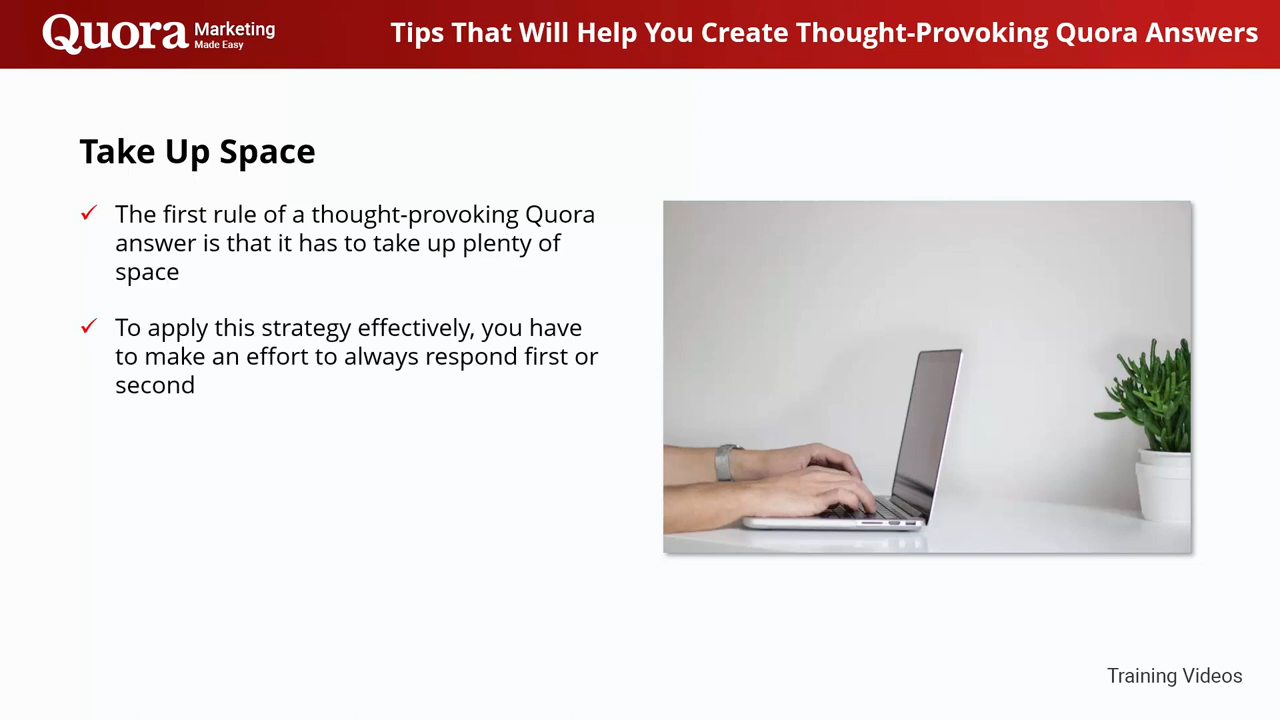 Quora Marketing
Made Easy
Tips That Will Help You Create Thought-Provoking Quora Answers
Take Up Space
The first rule of a thought-provoking Quora
answer is that it has to take up plenty of
space
To apply this strategy effectively, you have
to make an effort to always respond first or
second
Training Videos